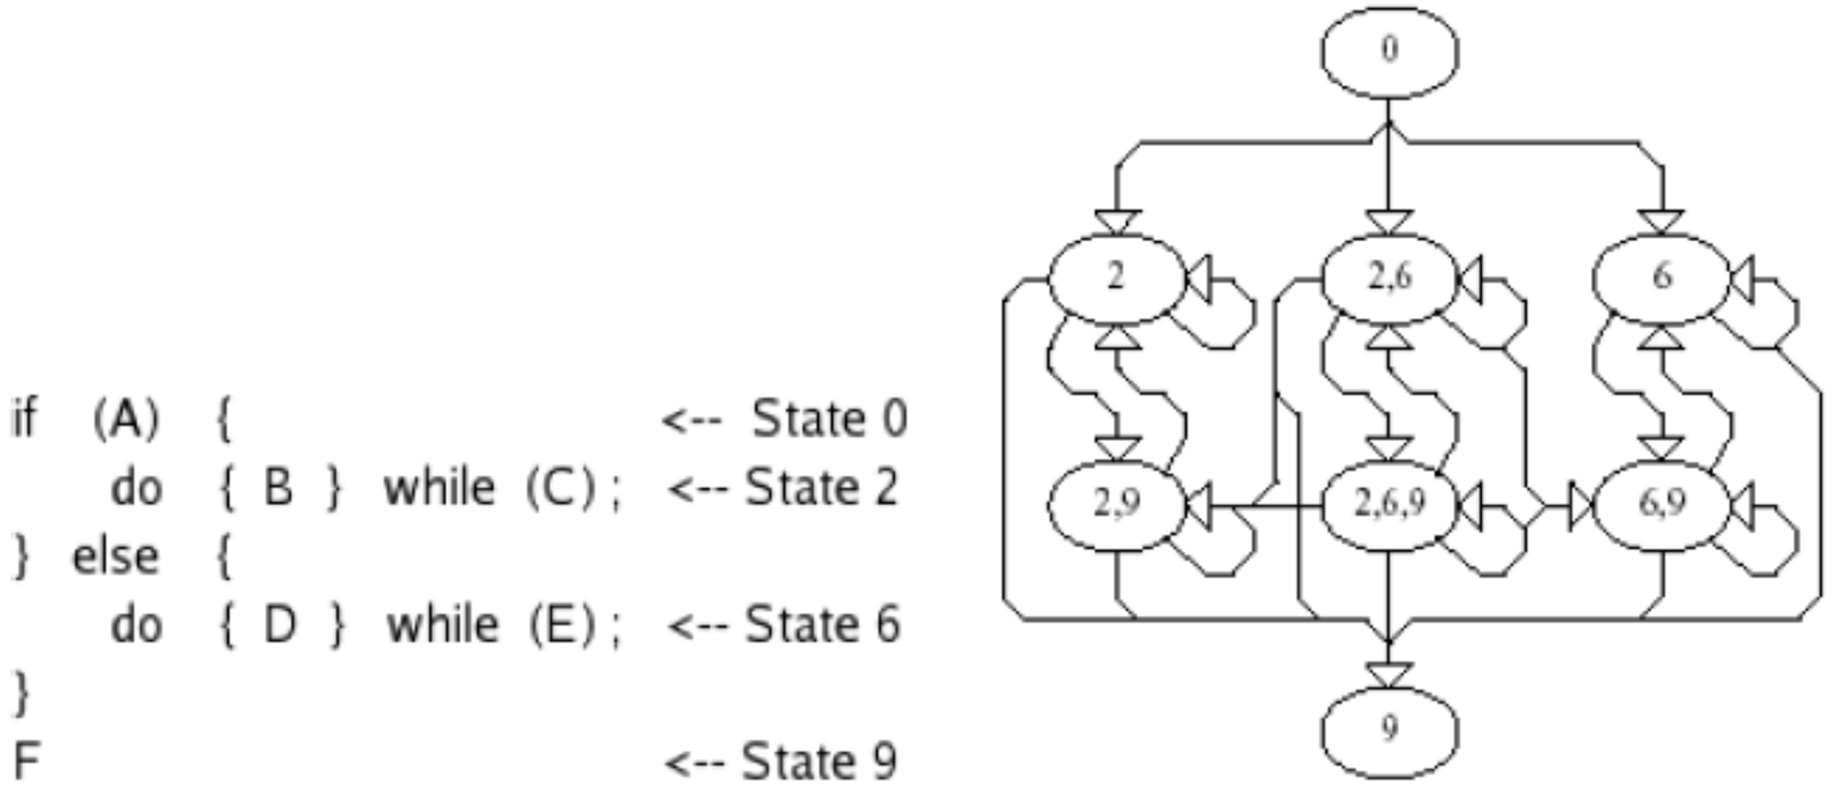 if (A) { <-- State 0
do { B } while (C); <-- State 2
} else {
do { D } while (E); <-- State 6
}
F <-- State 9
0
2 2,6 6
2,9 2,6,9 6,9
9